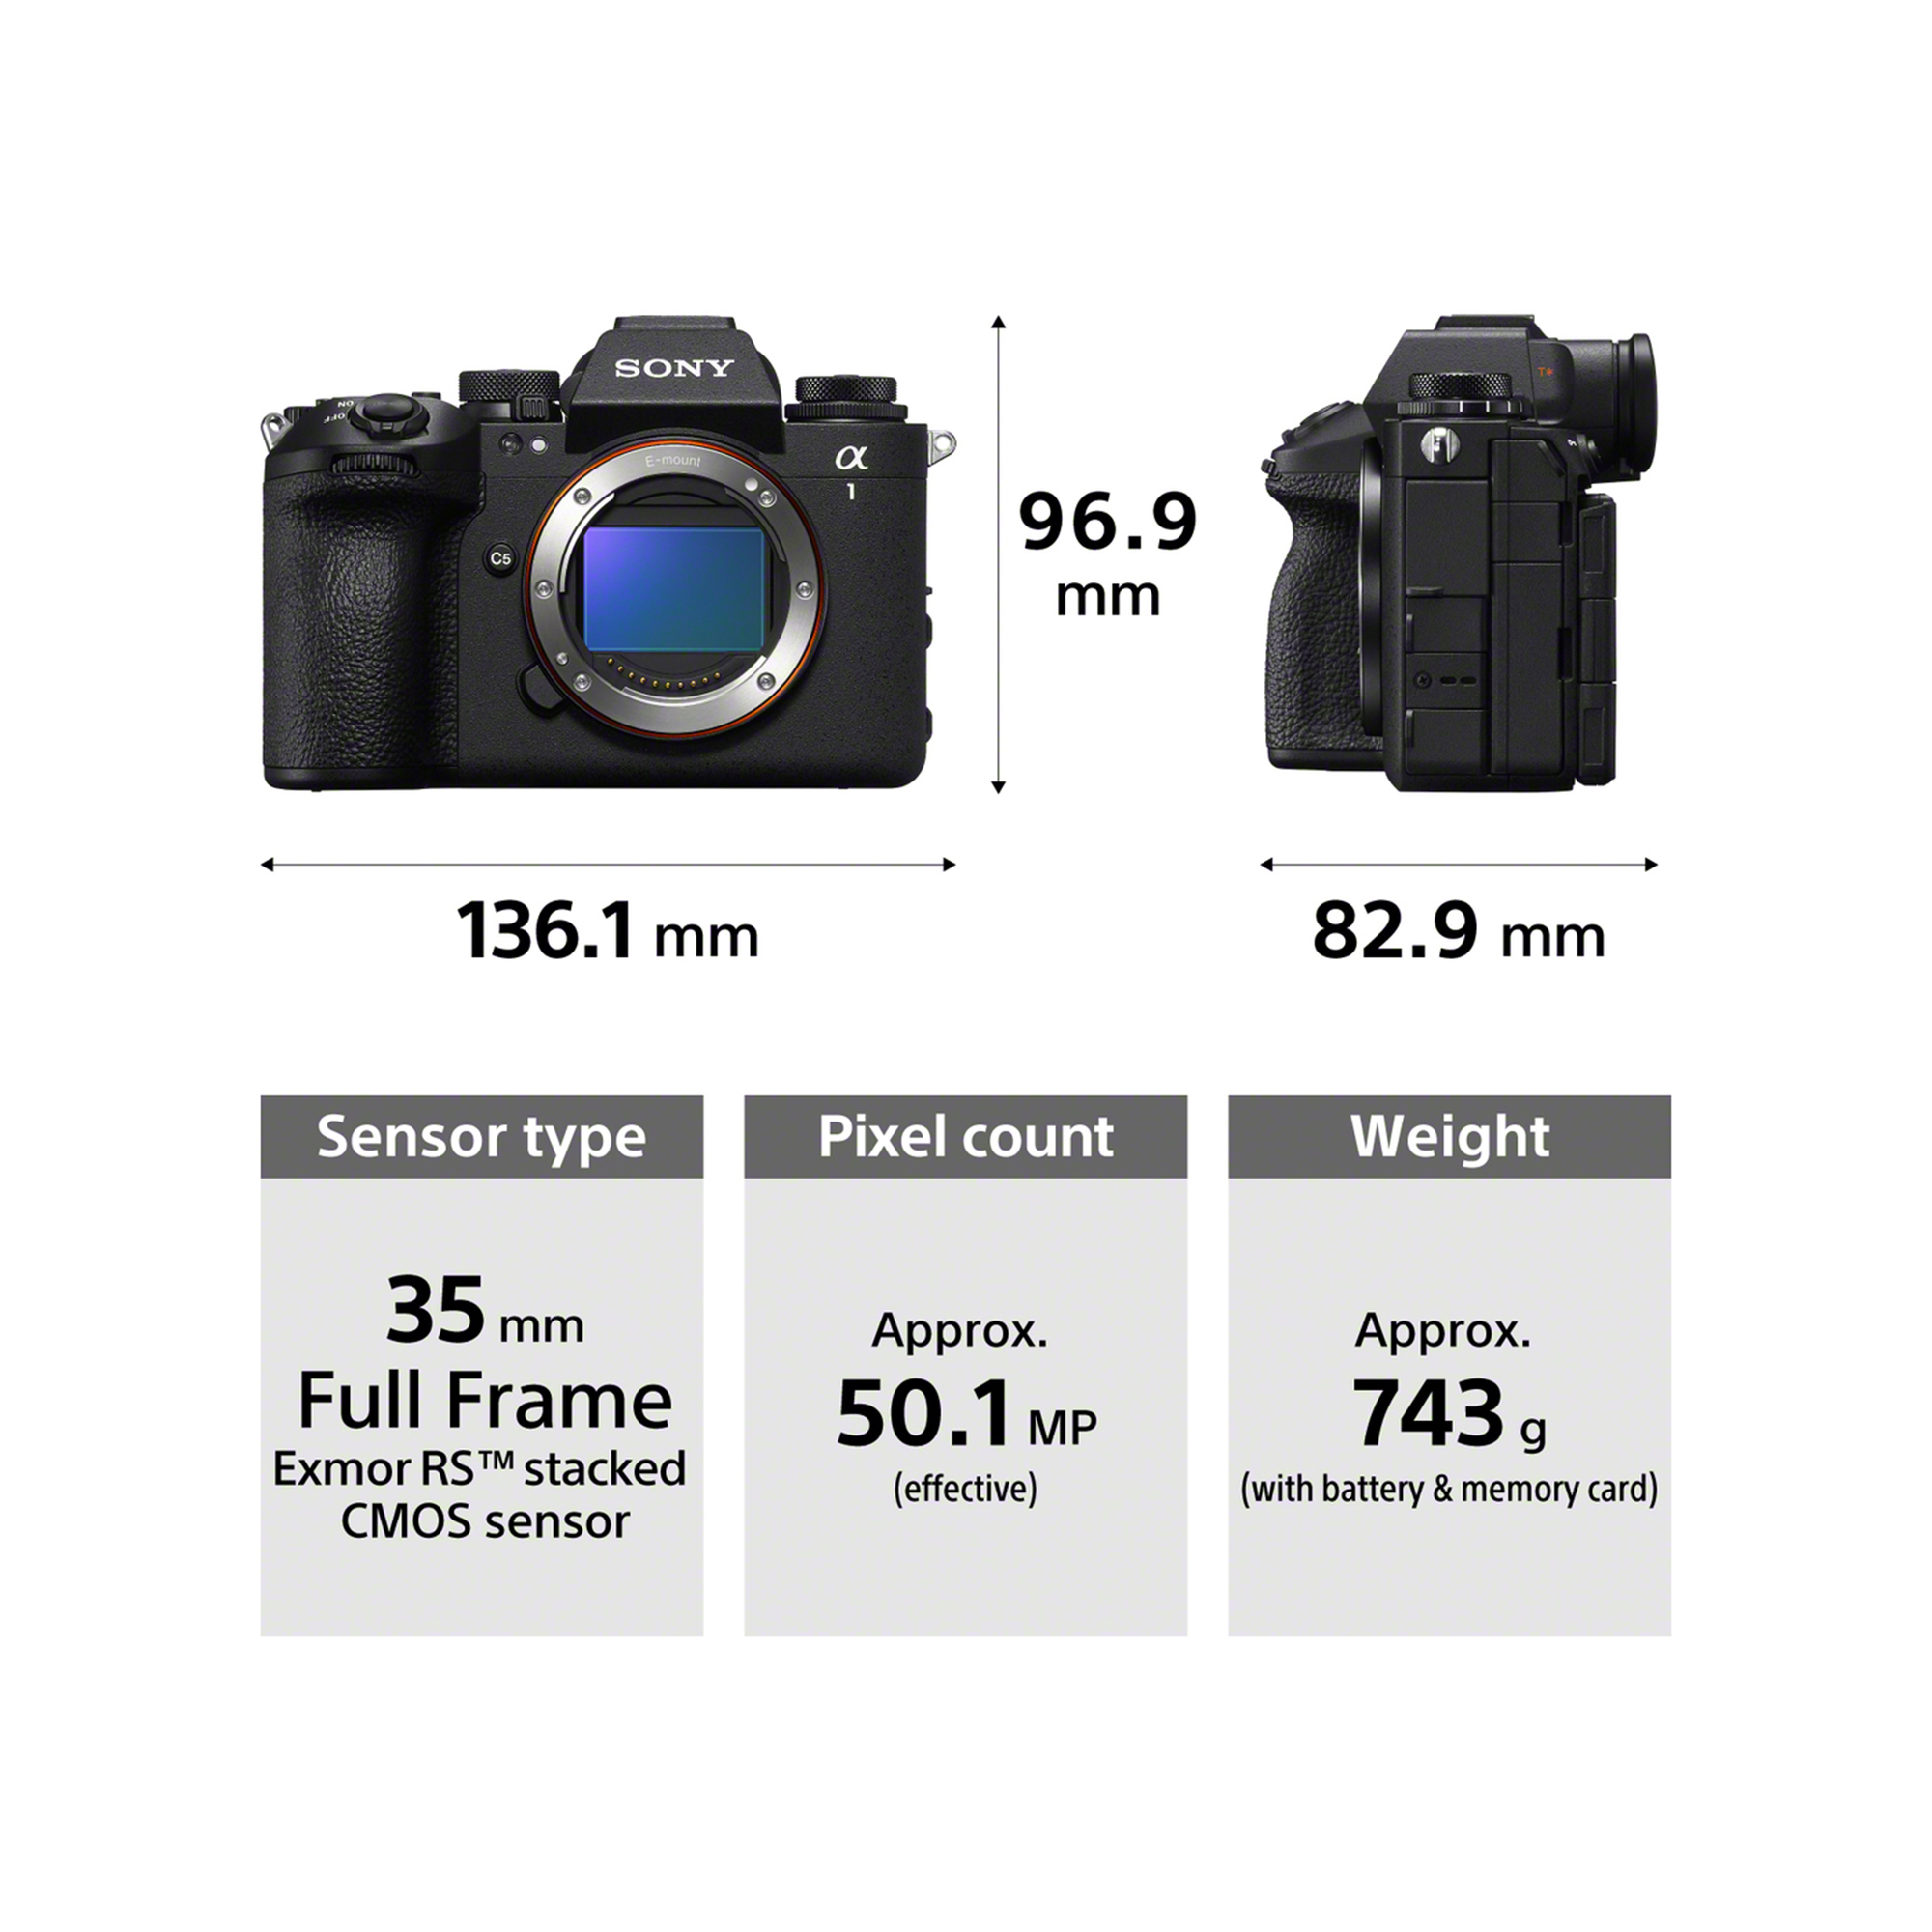 SONY
ON
OFF
E-mount
α
1
C5
T*
96.9
mm
136.1 mm
82.9 mm
Sensor type
35 mm
Full Frame
Exmor RS™ stacked
CMOS sensor
Pixel count
Approx.
50.1 MP
(effective)
Weight
Approx.
743 g
(with battery & memory card)